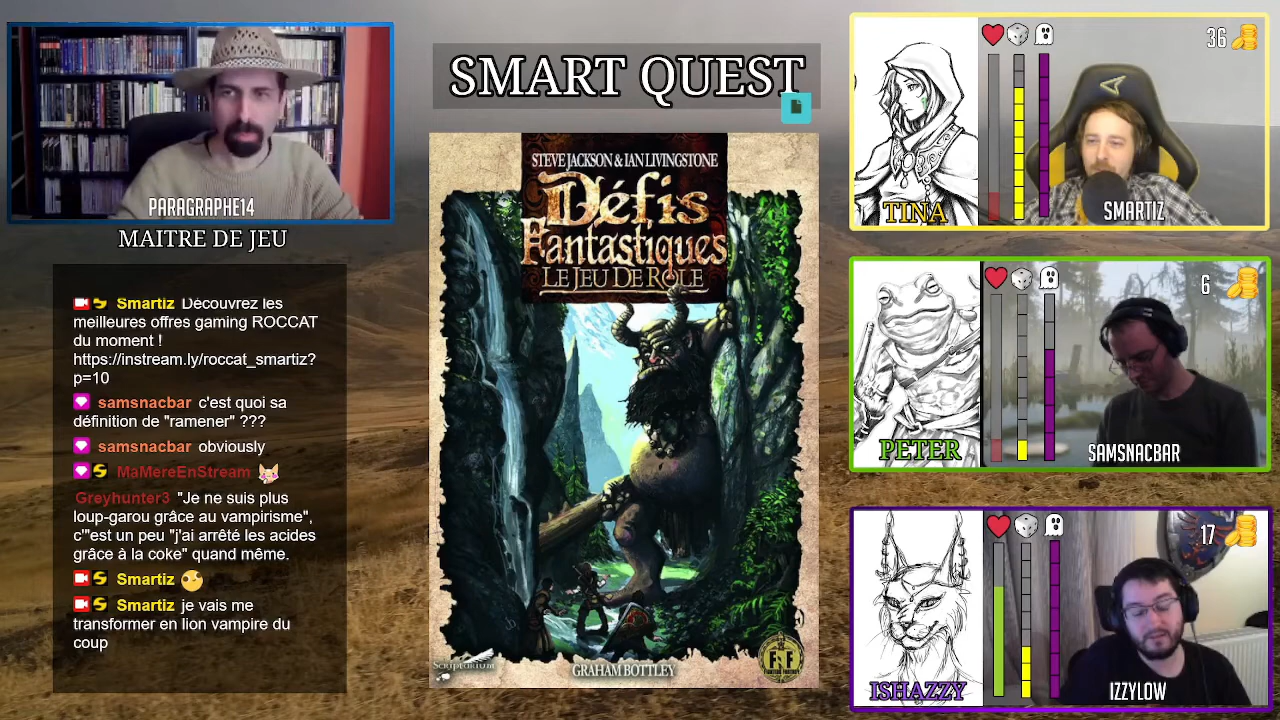 PARAGRAPHE14
MAITRE DE JEU
Smartiz Découvrez les
meilleures offres gaming ROCCAT
du moment !
https://instream.ly/roccat_smartiz?
p=10
samsnacbar c'est quoi sa
définition de "ramener" ???
samsnacbar obviously
MaMereEnStream
Greyhunter3 "Je ne suis plus
loup-garou grâce au vampirisme",
c'"est un peu "j'ai arrêté les acides
grâce à la coke" quand même.
Smartiz
Smartiz je vais me
transformer en lion vampire du
coup
SMART QUEST
STEVE JACKSON & IAN LIVINGSTONE
Défis
Fantastiques
LE JEU DE RÔLE
SCRIPTARIUM
GRAHAM BOTTLEY
FF
36
TINA
SMARTIZ
6
PETER
SAMSNACBAR
17
ISHAZZY
IZZYLOW